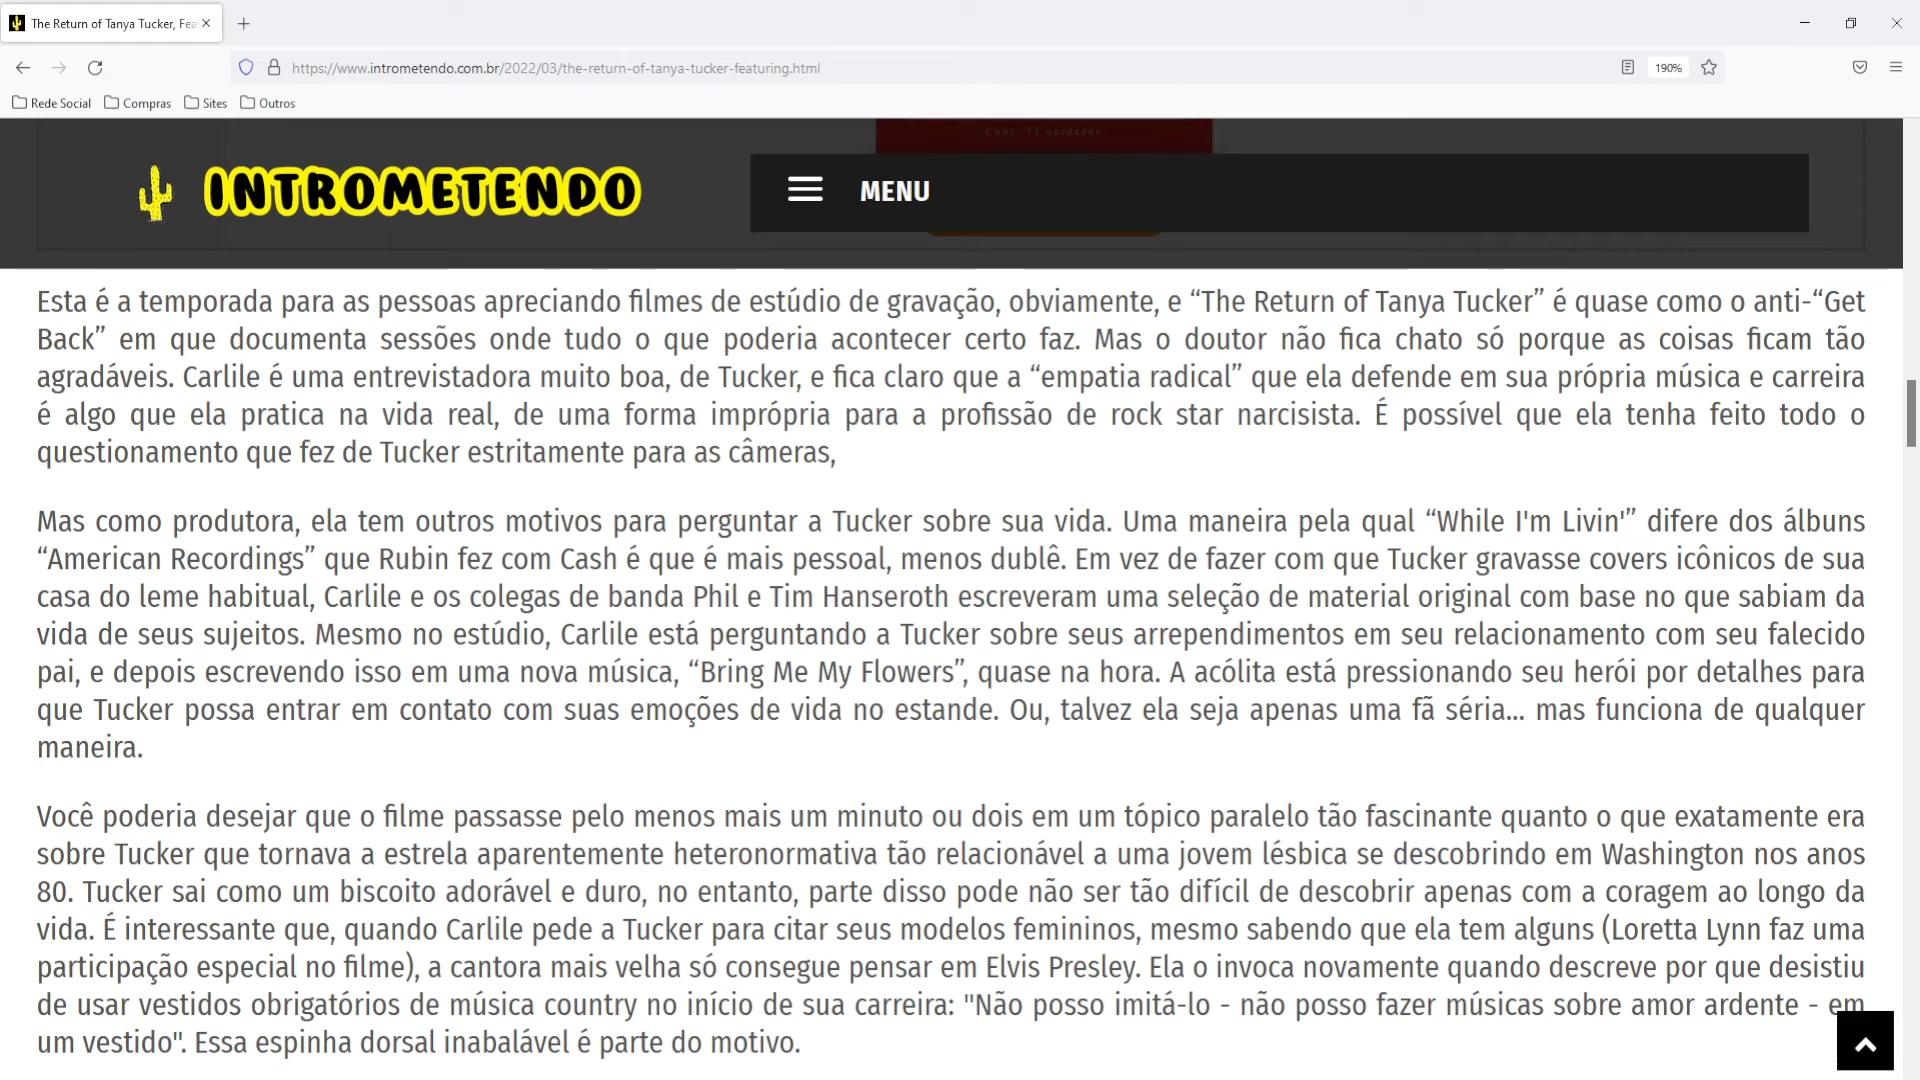 The Return of Tanya Tucker, Fea
https://www.intrometendo.com.br/2022/03/the-return-of-tanya-tucker-featuring.html
190%
Rede Social
Compras
Sites
Outros
Cont. 73 unidades
INTROMETENDO
MENU
Esta é a temporada para as pessoas apreciando filmes de estúdio de gravação, obviamente, e “The Return of Tanya Tucker” é quase como o anti-“Get
Back” em que documenta sessões onde tudo o que poderia acontecer certo faz. Mas o doutor não fica chato só porque as coisas ficam tão
agradáveis. Carlile é uma entrevistadora muito boa, de Tucker, e fica claro que a “empatia radical” que ela defende em sua própria música e carreira
é algo que ela pratica na vida real, de uma forma imprópria para a profissão de rock star narcisista. É possível que ela tenha feito todo o
questionamento que fez de Tucker estritamente para as câmeras,
Mas como produtora, ela tem outros motivos para perguntar a Tucker sobre sua vida. Uma maneira pela qual “While I'm Livin'” difere dos álbuns
“American Recordings” que Rubin fez com Cash é que é mais pessoal, menos dublê. Em vez de fazer com que Tucker gravasse covers icônicos de sua
casa do leme habitual, Carlile e os colegas de banda Phil e Tim Hanseroth escreveram uma seleção de material original com base no que sabiam da
vida de seus sujeitos. Mesmo no estúdio, Carlile está perguntando a Tucker sobre seus arrependimentos em seu relacionamento com seu falecido
pai, e depois escrevendo isso em uma nova música, “Bring Me My Flowers”, quase na hora. A acólita está pressionando seu herói por detalhes para
que Tucker possa entrar em contato com suas emoções de vida no estande. Ou, talvez ela seja apenas uma fã séria... mas funciona de qualquer
maneira.
Você poderia desejar que o filme passasse pelo menos mais um minuto ou dois em um tópico paralelo tão fascinante quanto o que exatamente era
sobre Tucker que tornava a estrela aparentemente heteronormativa tão relacionável a uma jovem lésbica se descobrindo em Washington nos anos
80. Tucker sai como um biscoito adorável e duro, no entanto, parte disso pode não ser tão difícil de descobrir apenas com a coragem ao longo da
vida. É interessante que, quando Carlile pede a Tucker para citar seus modelos femininos, mesmo sabendo que ela tem alguns (Loretta Lynn faz uma
participação especial no filme), a cantora mais velha só consegue pensar em Elvis Presley. Ela o invoca novamente quando descreve por que desistiu
de usar vestidos obrigatórios de música country no início de sua carreira: "Não posso imitá-lo - não posso fazer músicas sobre amor ardente - em
um vestido". Essa espinha dorsal inabalável é parte do motivo.